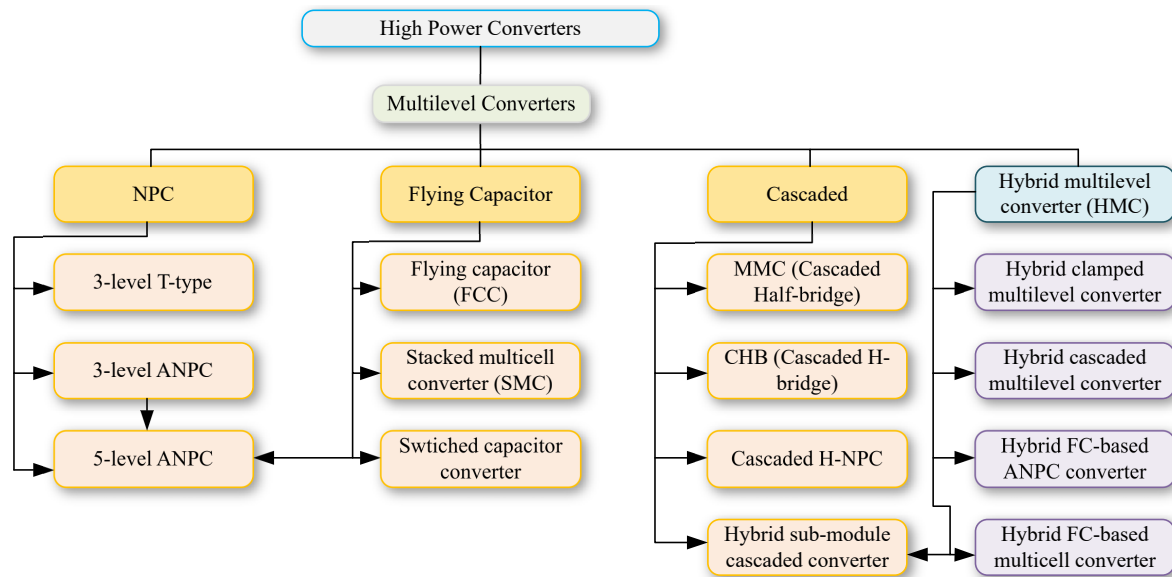 High Power Converters
Multilevel Converters
NPC
Flying Capacitor
Cascaded
Hybrid multilevel
converter (HMC)
3-level T-type
Flying capacitor
(FCC)
MMC (Cascaded
Half-bridge)
Hybrid clamped
multilevel converter
3-level ANPC
Stacked multicell
converter (SMC)
CHB (Cascaded H-
bridge)
Hybrid cascaded
multilevel converter
5-level ANPC
Swtiched capacitor
converter
Cascaded H-NPC
Hybrid FC-based
ANPC converter
Hybrid sub-module
cascaded converter
Hybrid FC-based
multicell converter